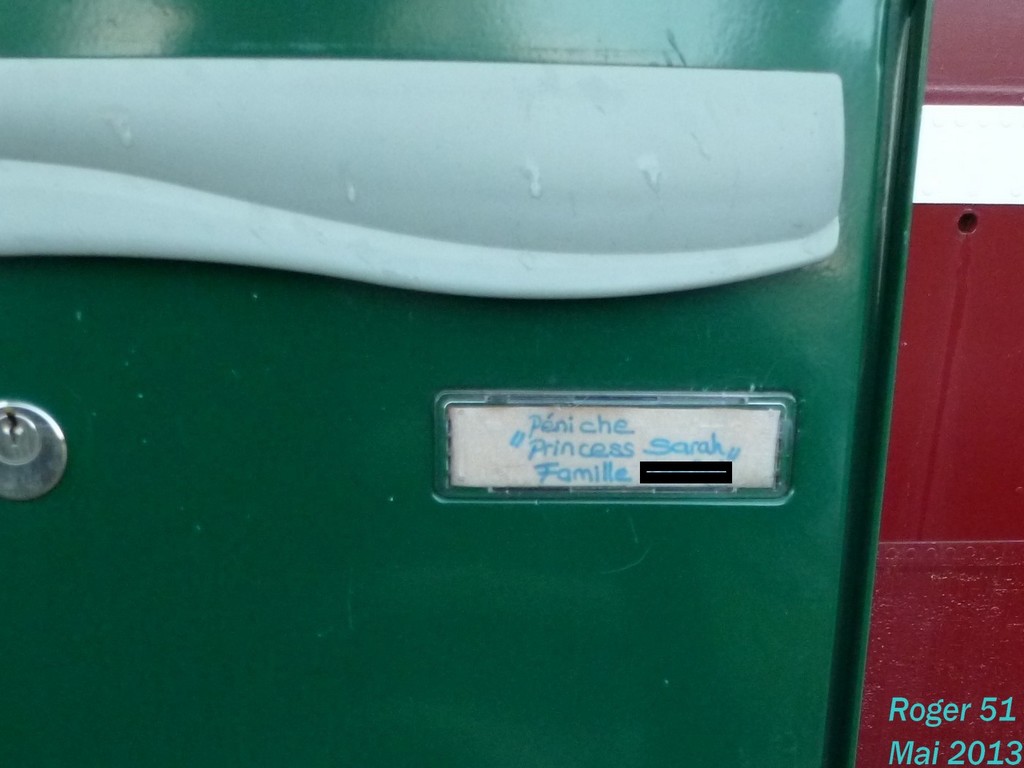 Péniche
"Princess Sarah"
Famille
Roger 51
Mai 2013